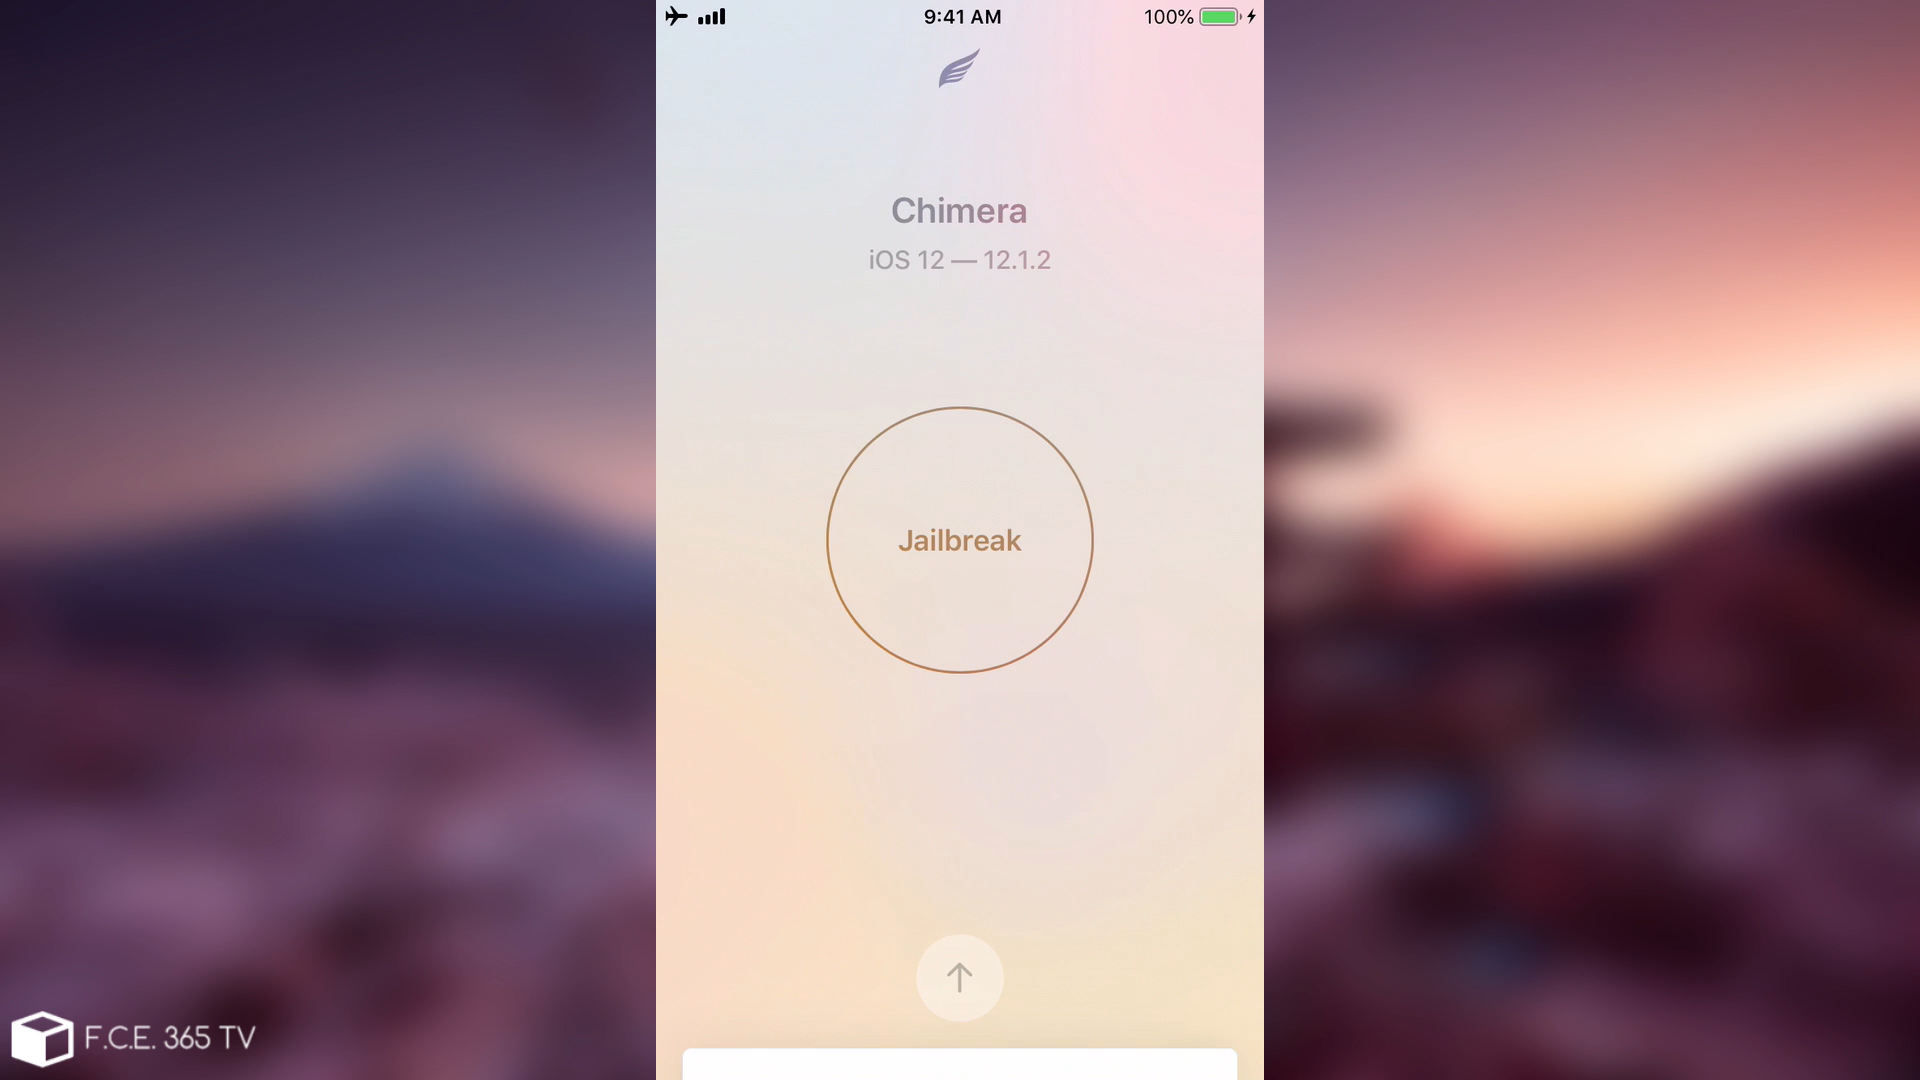 9:41 AM
100%
Chimera
iOS 12 — 12.1.2
Jailbreak
F.C.E. 365 TV